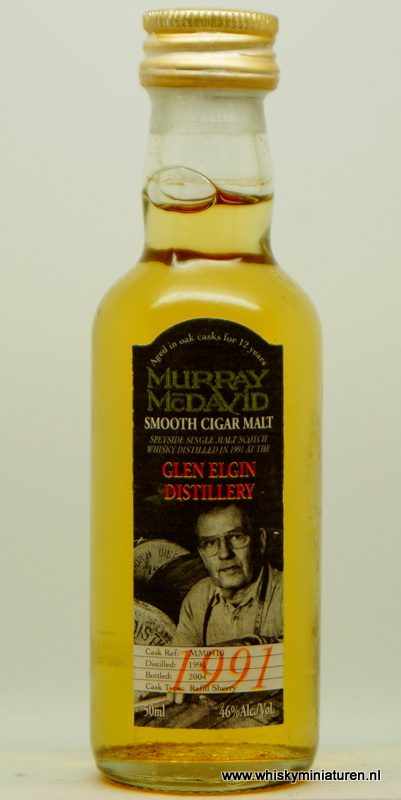 Aged in oak casks for 12 years
MURRAY
McDAVID
SMOOTH CIGAR MALT
SPEYSIDE SINGLE MALT SCOTCH
WHISKY DISTILLED IN 1991 AT THE
GLEN ELGIN
DISTILLERY
Cask Ref: MM0410
Distilled: 1991
Bottled: 2004
Cask Type: Refill Sherry
1991
50ml 46%Alc./Vol.
www.whiskyminiaturen.nl